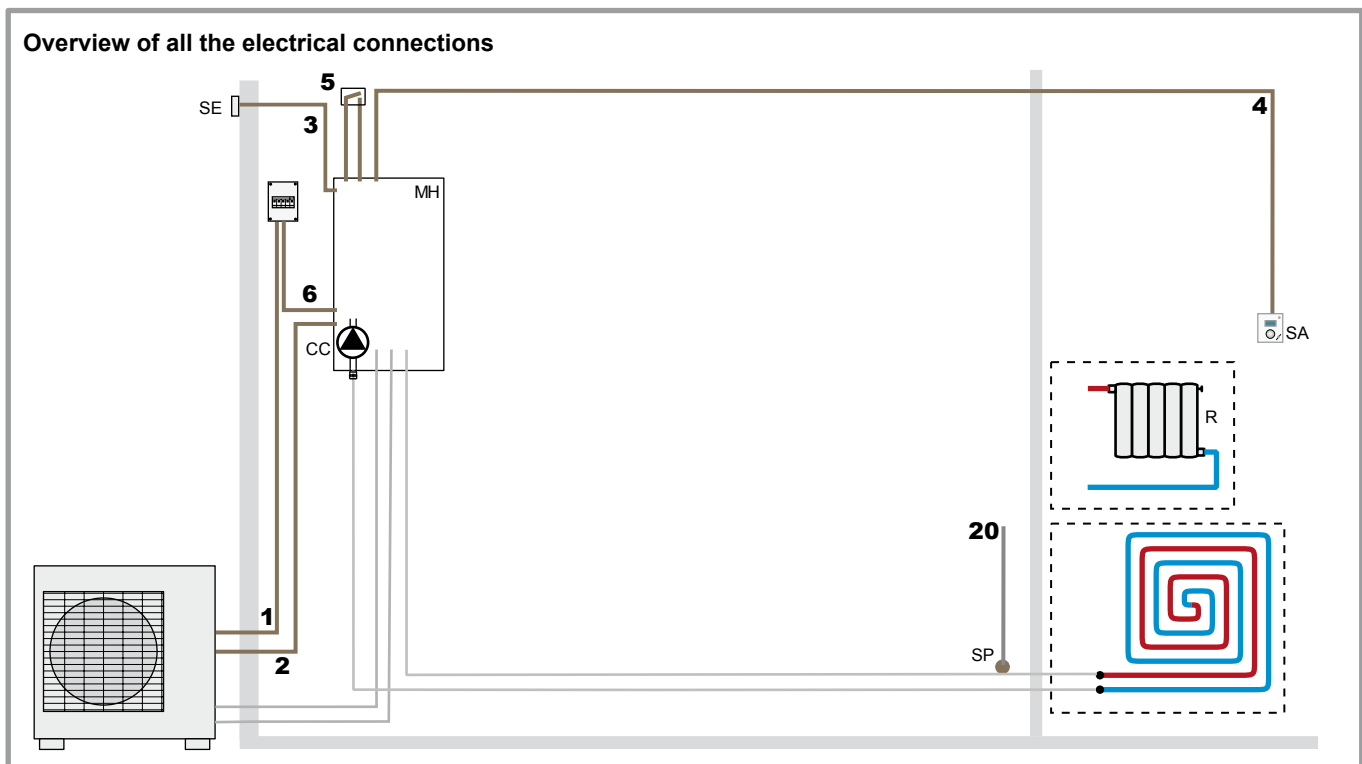 Overview of all the electrical connections
5
SE
3
4
MH
6
CC
SA
R
20
1
SP
2